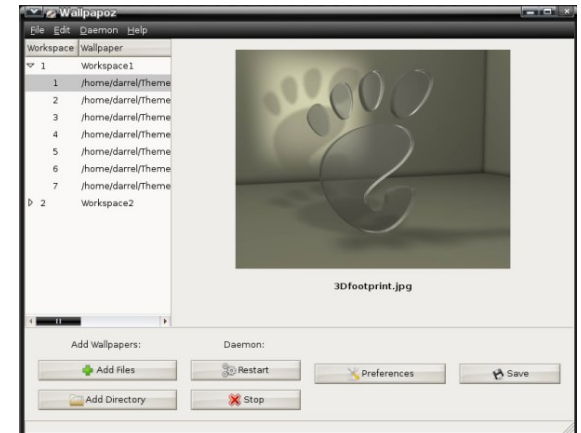 Wallpapoz
File Edit Daemon Help
Workspace Wallpaper
1 Workspace1
1 /home/darrel/Theme
2 /home/darrel/Theme
3 /home/darrel/Theme
4 /home/darrel/Theme
5 /home/darrel/Theme
6 /home/darrel/Theme
7 /home/darrel/Theme
2 Workspace2
3Dfootprint.jpg
Add Wallpapers: Daemon:
Add Files Restart Preferences Save
Add Directory Stop